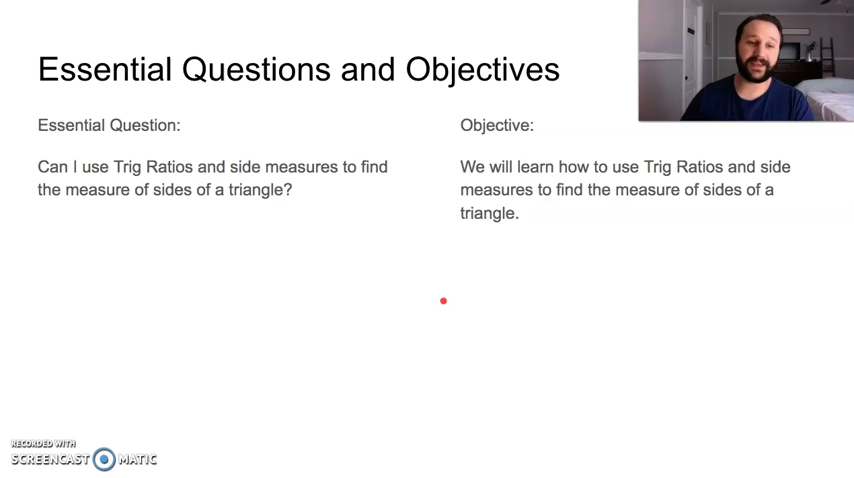 Essential Questions and Objectives
Essential Question:
Can I use Trig Ratios and side measures to find
the measure of sides of a triangle?
Objective:
We will learn how to use Trig Ratios and side
measures to find the measure of sides of a
triangle.
RECORDED WITH
SCREENCAST MATIC